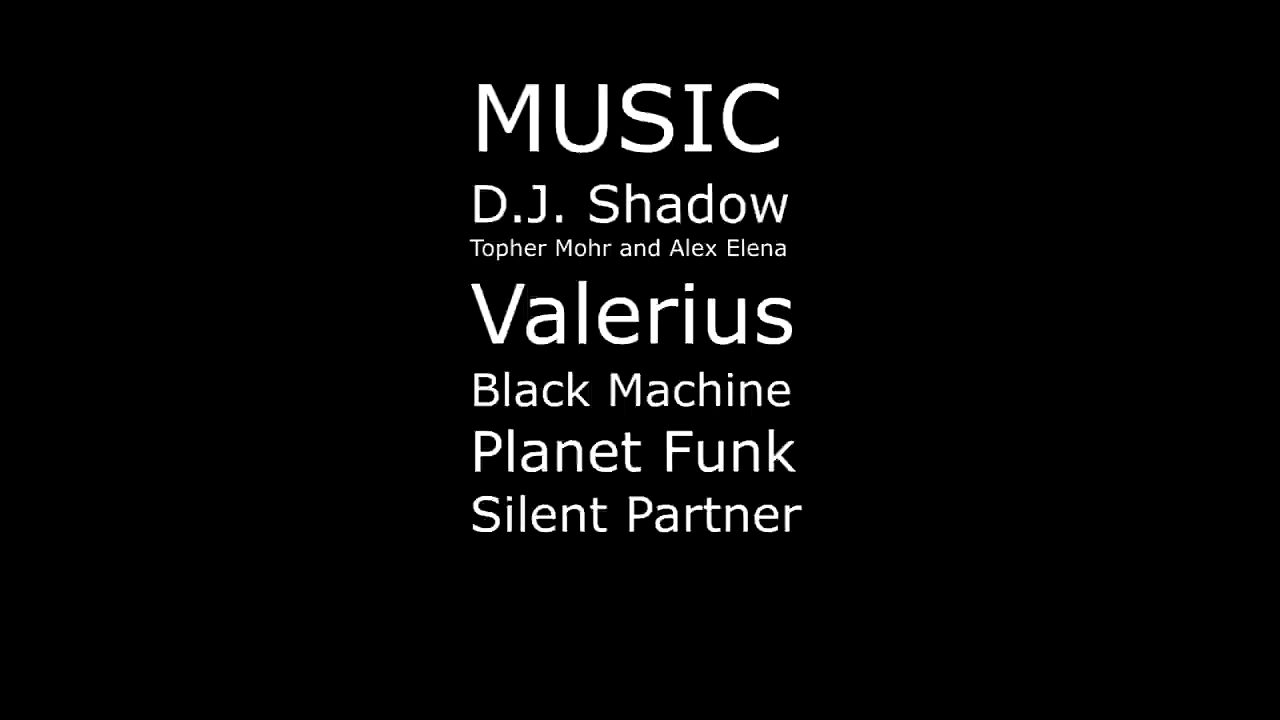 MUSIC
D.J. Shadow
Topher Mohr and Alex Elena
Valerius
Black Machine
Planet Funk
Silent Partner